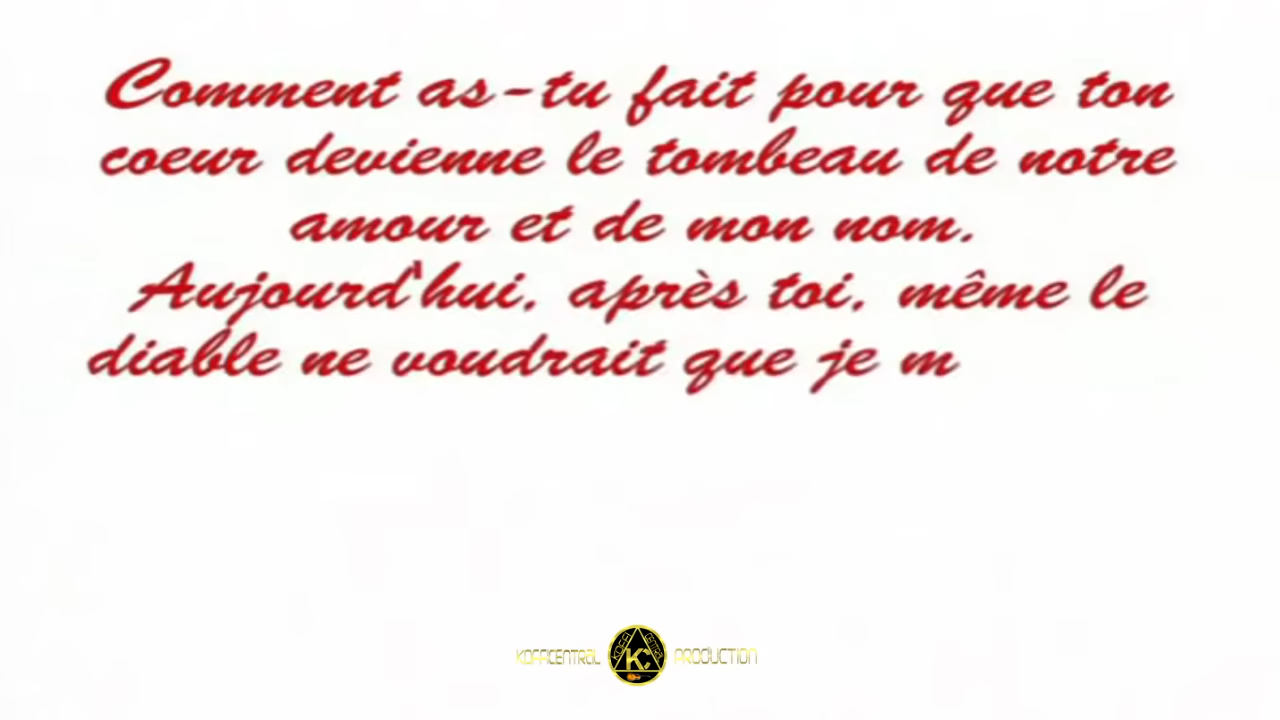 Comment as-tu fait pour que ton
coeur devienne le tombeau de notre
amour et de mon nom.
Aujourd'hui, après toi, même le
diable ne voudrait que je m
KOFFICENTRAL KC PRODUCTION